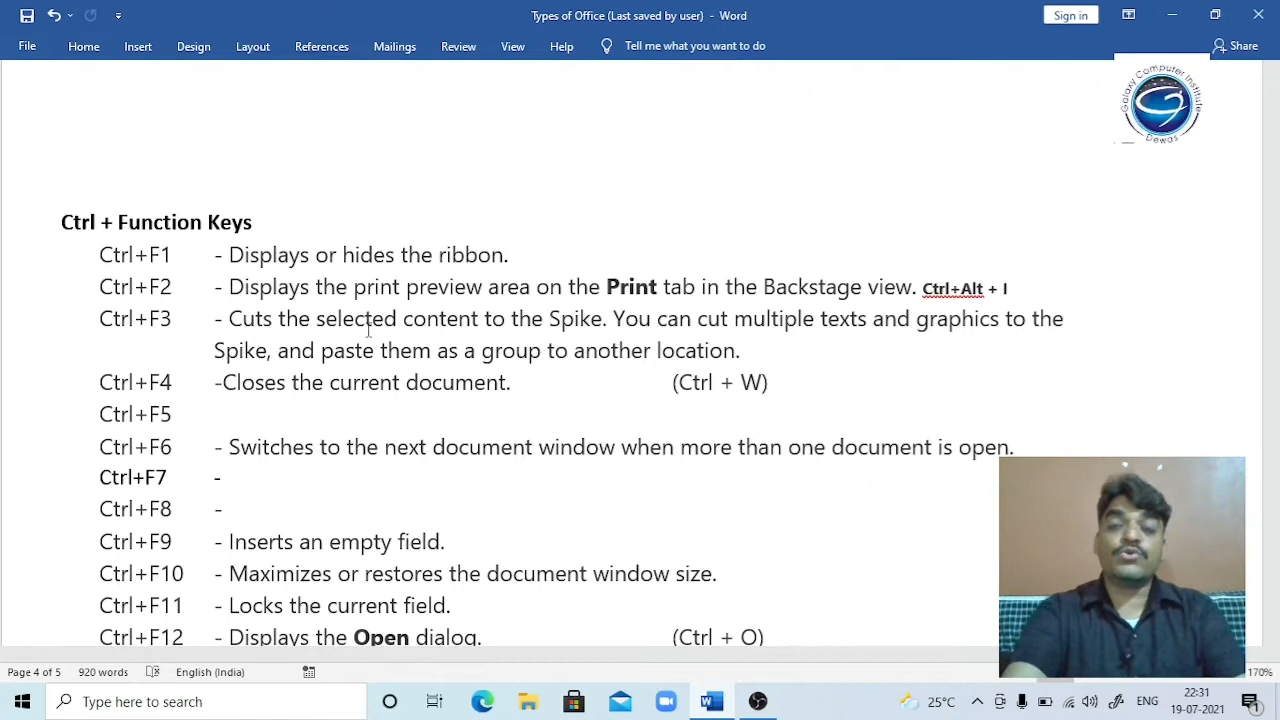 Types of Office (Last saved by user) - Word
Sign in
File Home Insert Design Layout References Mailings Review View Help Tell me what you want to do Share
Galaxy Computer Institute
Dewas
Ctrl + Function Keys
Ctrl+F1 - Displays or hides the ribbon.
Ctrl+F2 - Displays the print preview area on the Print tab in the Backstage view. Ctrl+Alt + I
Ctrl+F3 - Cuts the selected content to the Spike. You can cut multiple texts and graphics to the
Spike, and paste them as a group to another location.
Ctrl+F4 -Closes the current document. (Ctrl + W)
Ctrl+F5
Ctrl+F6 - Switches to the next document window when more than one document is open.
Ctrl+F7 -
Ctrl+F8 -
Ctrl+F9 - Inserts an empty field.
Ctrl+F10 - Maximizes or restores the document window size.
Ctrl+F11 - Locks the current field.
Ctrl+F12 - Displays the Open dialog. (Ctrl + O)
Page 4 of 5 920 words English (India) 170%
Type here to search 25°C ENG 22:31
19-07-2021